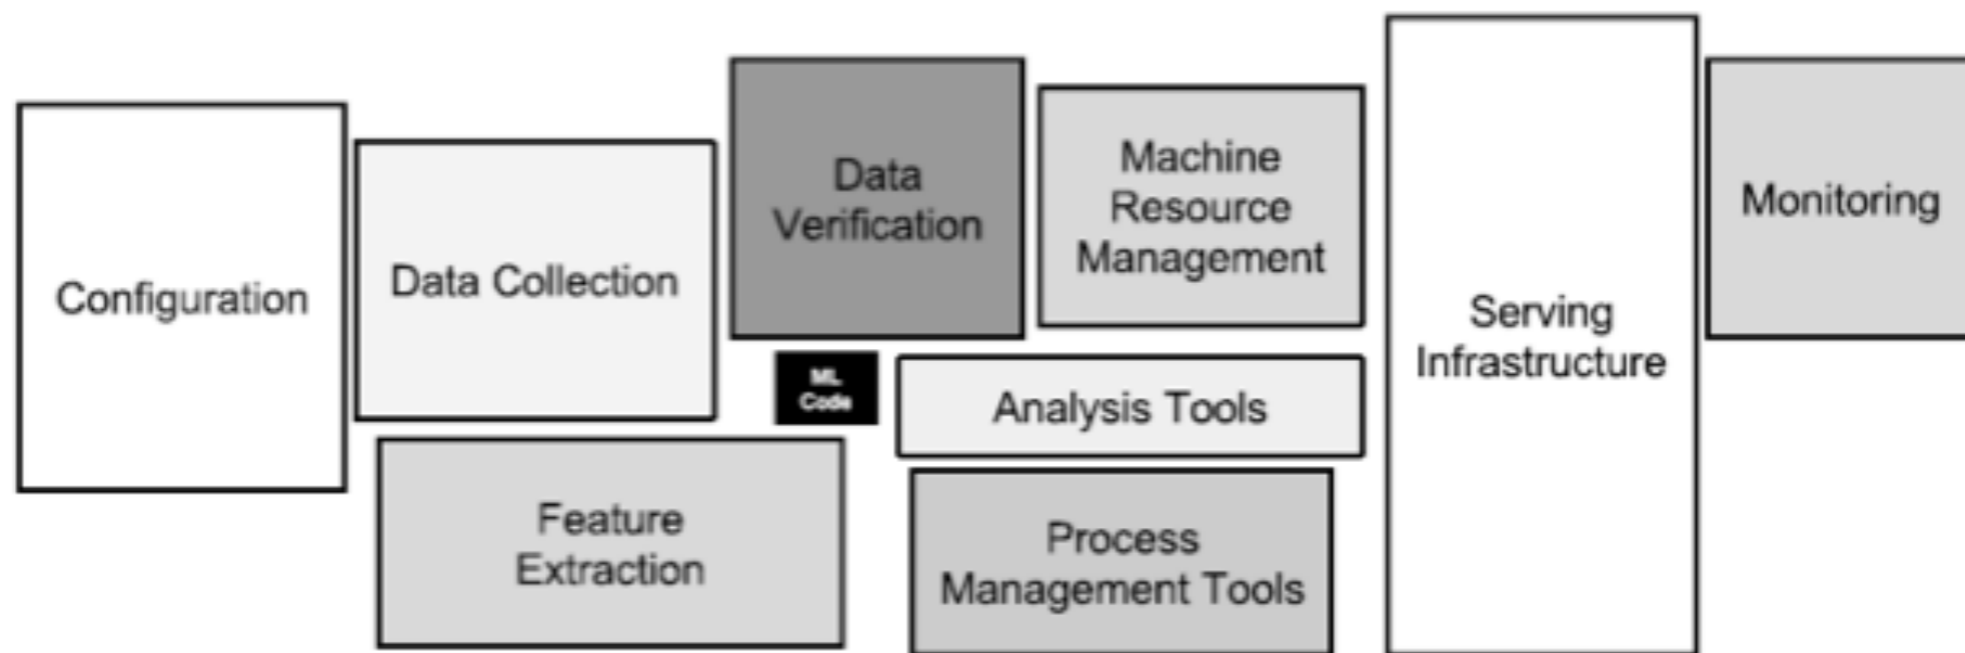 Configuration
Data Collection
Data
Verification
Machine
Resource
Management
Serving
Infrastructure
Monitoring
ML
Code
Analysis Tools
Feature
Extraction
Process
Management Tools